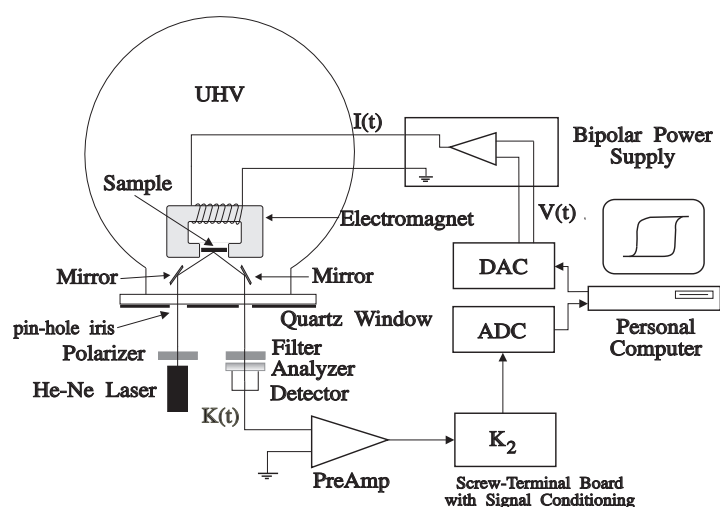 UHV
I(t)
Bipolar Power
Supply
Sample
Electromagnet
V(t)
Mirror
Mirror
DAC
pin-hole iris
Quartz Window
ADC
Personal
Computer
Polarizer
Filter
Analyzer
He-Ne Laser
Detector
K(t)
K2
PreAmp
Screw-Terminal Board
with Signal Conditioning